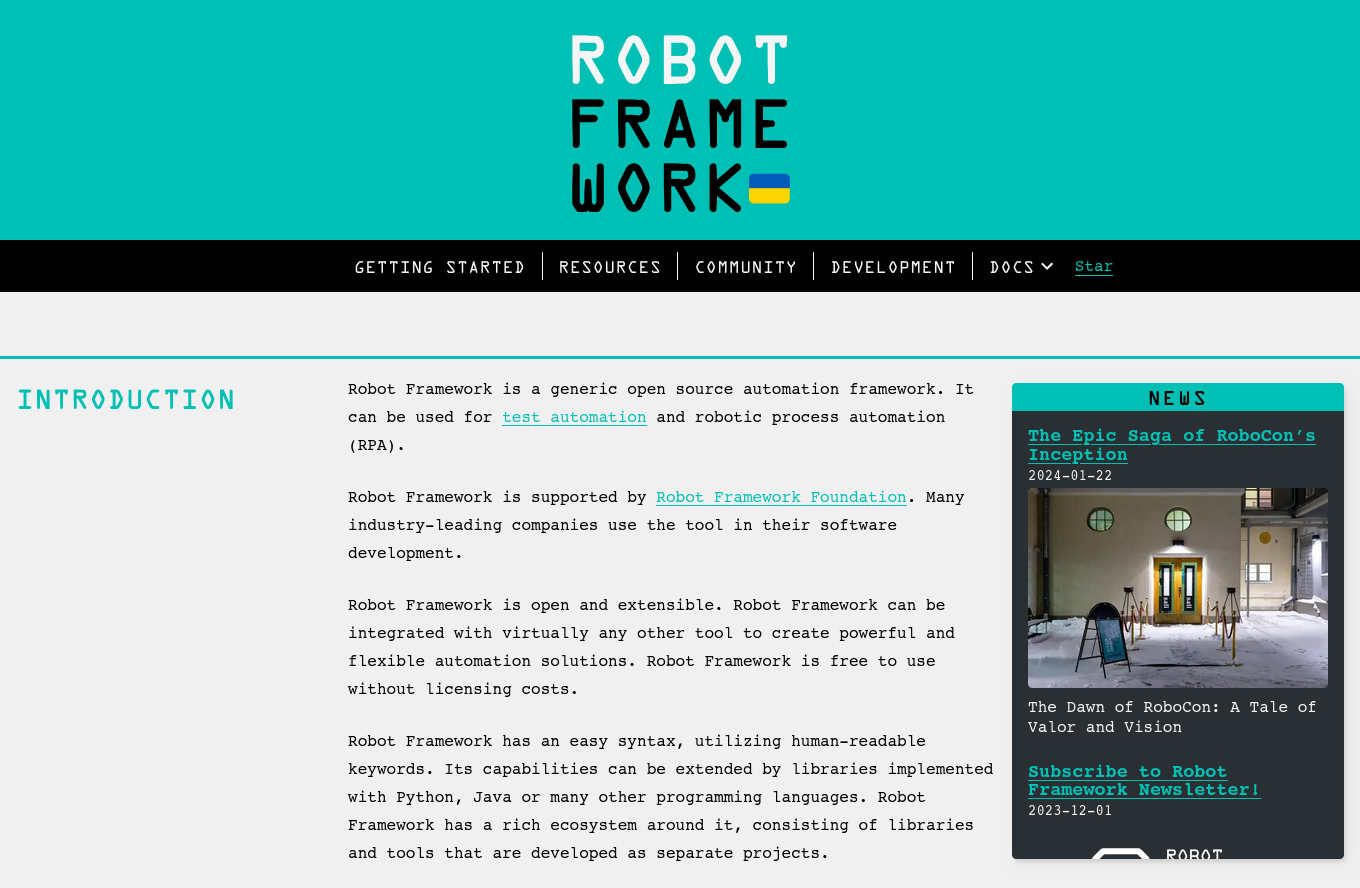 ROBOT
FRAME
WORK
GETTING STARTED
RESOURCES
COMMUNITY
DEVELOPMENT
DOCS
Star
INTRODUCTION
Robot Framework is a generic open source automation framework. It
can be used for test automation and robotic process automation
(RPA).
Robot Framework is supported by Robot Framework Foundation. Many
industry-leading companies use the tool in their software
development.
Robot Framework is open and extensible. Robot Framework can be
integrated with virtually any other tool to create powerful and
flexible automation solutions. Robot Framework is free to use
without licensing costs.
Robot Framework has an easy syntax, utilizing human-readable
keywords. Its capabilities can be extended by libraries implemented
with Python, Java or many other programming languages. Robot
Framework has a rich ecosystem around it, consisting of libraries
and tools that are developed as separate projects.
NEWS
The Epic Saga of RoboCon’s
Inception
2024-01-22
The Dawn of RoboCon: A Tale of
Valor and Vision
Subscribe to Robot
Framework Newsletter!
2023-12-01
ROBOT